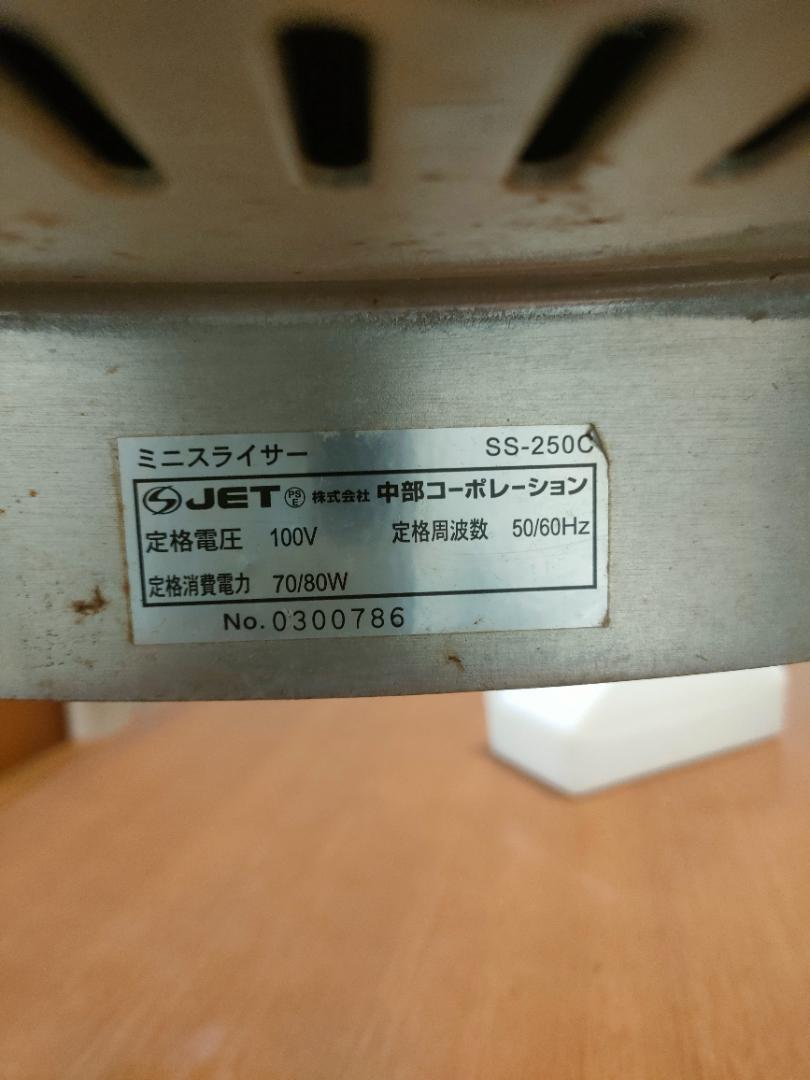 ミニスライサー SS-250C
JET PSE 株式会社 中部コーポレーション
定格電圧 100V 定格周波数 50/60Hz
定格消費電力 70/80W
No. 0300786